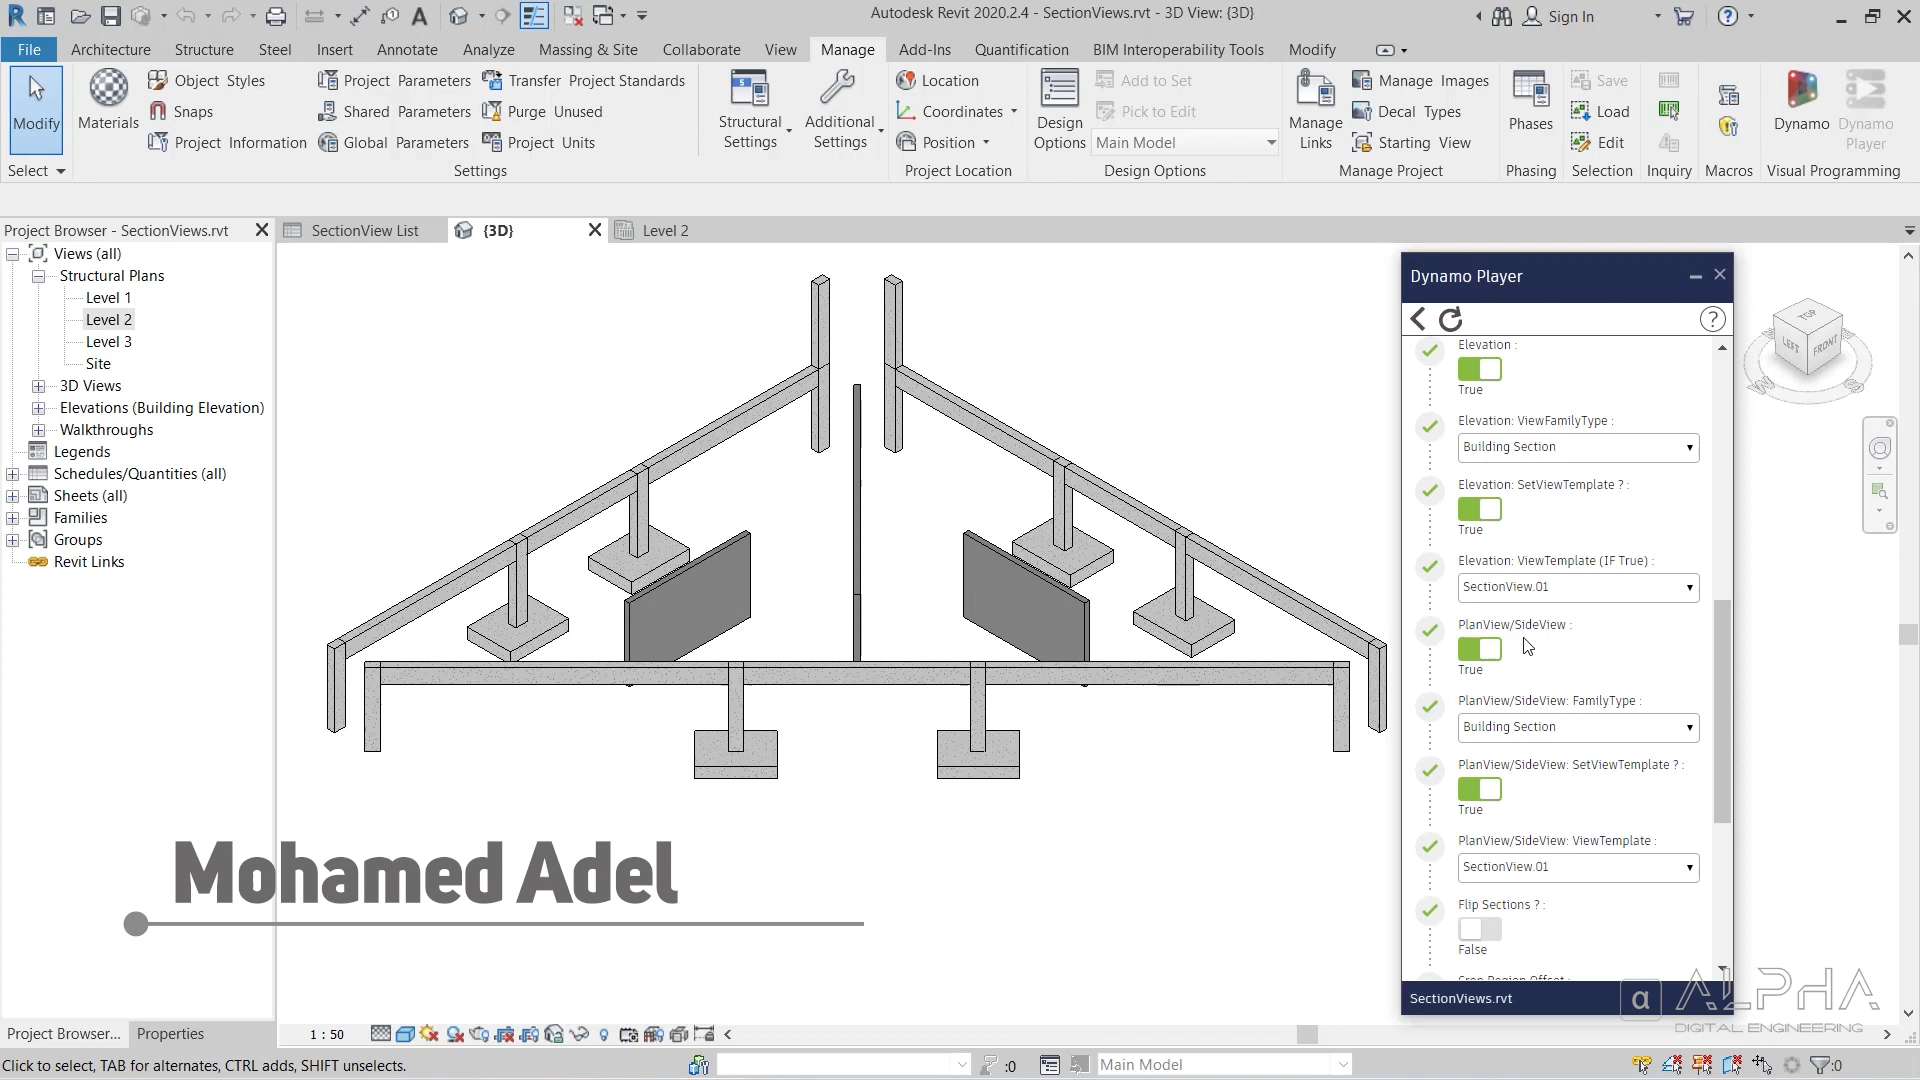 Autodesk Revit 2020.2.4 - SectionViews.rvt - 3D View: {3D}
Sign In
File Architecture Structure Steel Insert Annotate Analyze Massing & Site Collaborate View Manage Add-Ins Quantification BIM Interoperability Tools Modify
Modify
Materials
Object Styles
Snaps
Project Information
Project Parameters
Shared Parameters
Global Parameters
Transfer Project Standards
Purge Unused
Project Units
Structural Settings
Additional Settings
Location
Coordinates
Position
Design Options
Add to Set
Pick to Edit
Main Model
Manage Links
Manage Images
Decal Types
Starting View
Phases
Save
Load
Edit
Dynamo
Dynamo Player
Select
Settings
Project Location
Design Options
Manage Project
Phasing
Selection
Inquiry
Macros
Visual Programming
Project Browser - SectionViews.rvt
SectionView List
{3D}
Level 2
Views (all)
Structural Plans
Level 1
Level 2
Level 3
Site
3D Views
Elevations (Building Elevation)
Walkthroughs
Legends
Schedules/Quantities (all)
Sheets (all)
Families
Groups
Revit Links
Dynamo Player
Elevation :
True
Elevation: ViewFamilyType :
Building Section
Elevation: SetViewTemplate ? :
True
Elevation: ViewTemplate (IF True) :
SectionView.01
PlanView/SideView :
True
PlanView/SideView: FamilyType :
Building Section
PlanView/SideView: SetViewTemplate ? :
True
PlanView/SideView: ViewTemplate :
SectionView.01
Flip Sections ? :
False
Crop Region Offset :
SectionViews.rvt
TOP
LEFT
FRONT
Mohamed Adel
α ALPHA
DIGITAL ENGINEERING
Project Browser...
Properties
1 : 50
Click to select, TAB for alternates, CTRL adds, SHIFT unselects.
:0
Main Model
:0